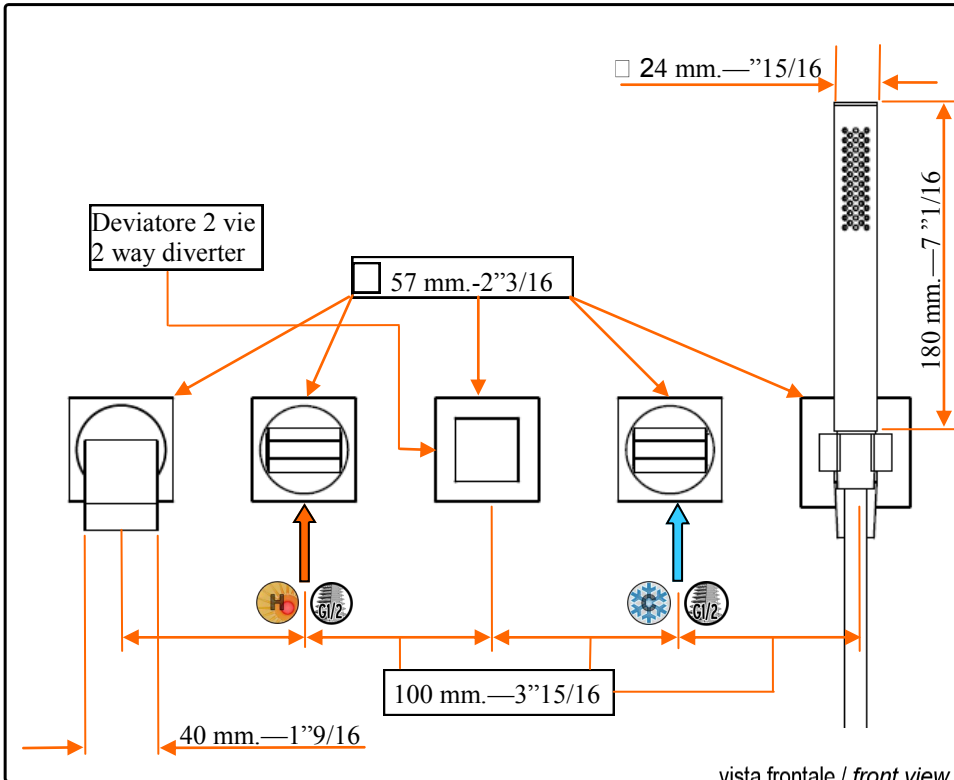 □ 24 mm.—”15/16
180 mm.—7 ”1/16
Deviatore 2 vie
2 way diverter
57 mm.-2”3/16
H
G1/2
C
G1/2
100 mm.—3”15/16
40 mm.—1”9/16
vista frontale / front view